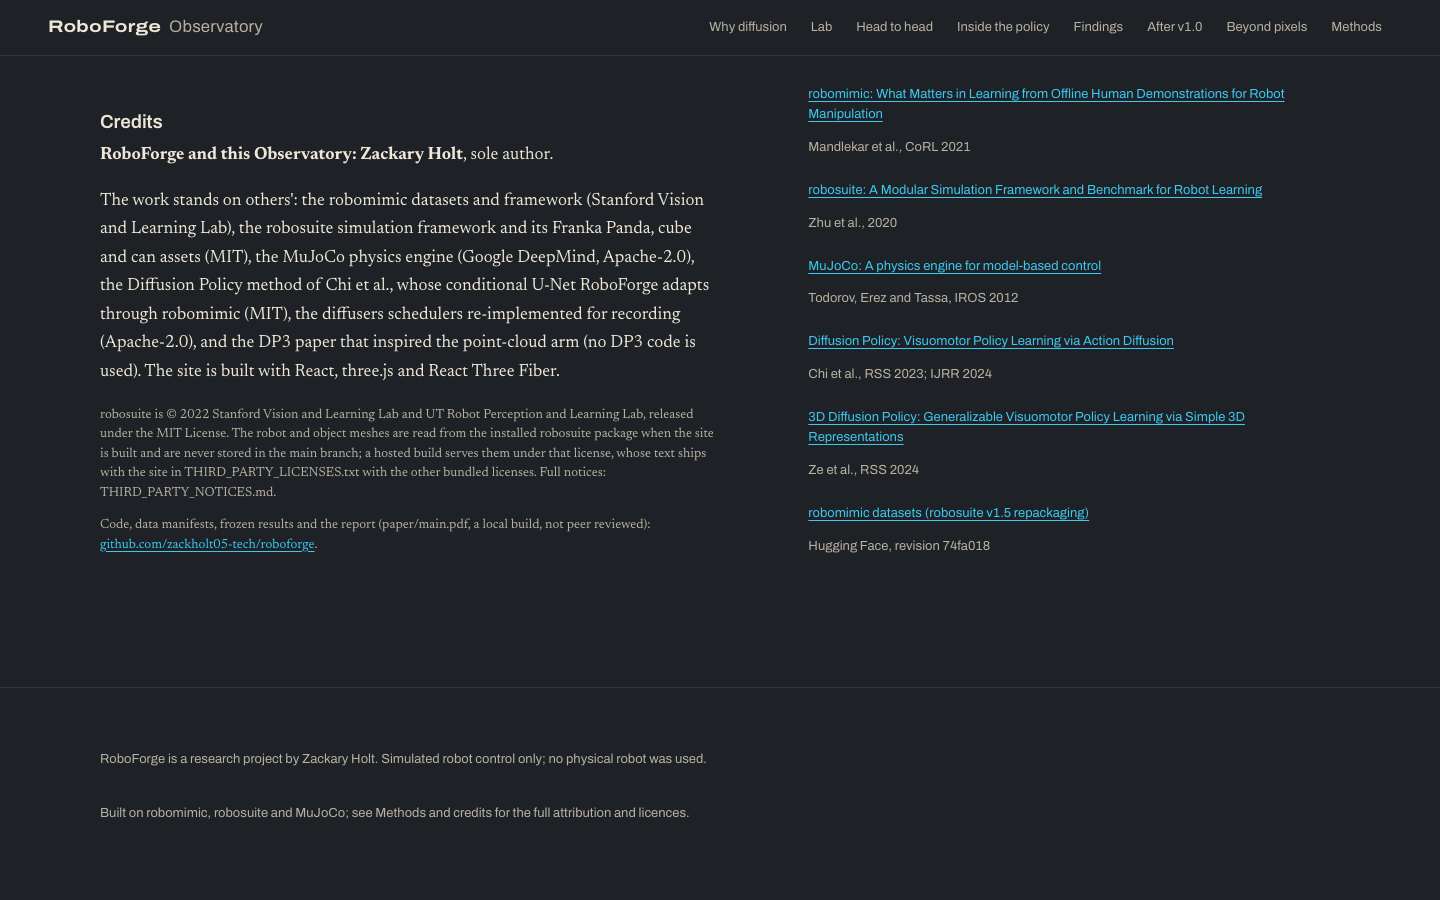 RoboForge Observatory
Why diffusion Lab Head to head Inside the policy Findings After v1.0 Beyond pixels Methods
Credits
RoboForge and this Observatory: Zackary Holt, sole author.
The work stands on others': the robomimic datasets and framework (Stanford Vision
and Learning Lab), the robosuite simulation framework and its Franka Panda, cube
and can assets (MIT), the MuJoCo physics engine (Google DeepMind, Apache-2.0),
the Diffusion Policy method of Chi et al., whose conditional U-Net RoboForge adapts
through robomimic (MIT), the diffusers schedulers re-implemented for recording
(Apache-2.0), and the DP3 paper that inspired the point-cloud arm (no DP3 code is
used). The site is built with React, three.js and React Three Fiber.
robosuite is © 2022 Stanford Vision and Learning Lab and UT Robot Perception and Learning Lab, released
under the MIT License. The robot and object meshes are read from the installed robosuite package when the site
is built and are never stored in the main branch; a hosted build serves them under that license, whose text ships
with the site in THIRD_PARTY_LICENSES.txt with the other bundled licenses. Full notices:
THIRD_PARTY_NOTICES.md.
Code, data manifests, frozen results and the report (paper/main.pdf, a local build, not peer reviewed):
github.com/zackholt05-tech/roboforge.
robomimic: What Matters in Learning from Offline Human Demonstrations for Robot
Manipulation
Mandlekar et al., CoRL 2021
robosuite: A Modular Simulation Framework and Benchmark for Robot Learning
Zhu et al., 2020
MuJoCo: A physics engine for model-based control
Todorov, Erez and Tassa, IROS 2012
Diffusion Policy: Visuomotor Policy Learning via Action Diffusion
Chi et al., RSS 2023; IJRR 2024
3D Diffusion Policy: Generalizable Visuomotor Policy Learning via Simple 3D
Representations
Ze et al., RSS 2024
robomimic datasets (robosuite v1.5 repackaging)
Hugging Face, revision 74fa018
RoboForge is a research project by Zackary Holt. Simulated robot control only; no physical robot was used.
Built on robomimic, robosuite and MuJoCo; see Methods and credits for the full attribution and licences.